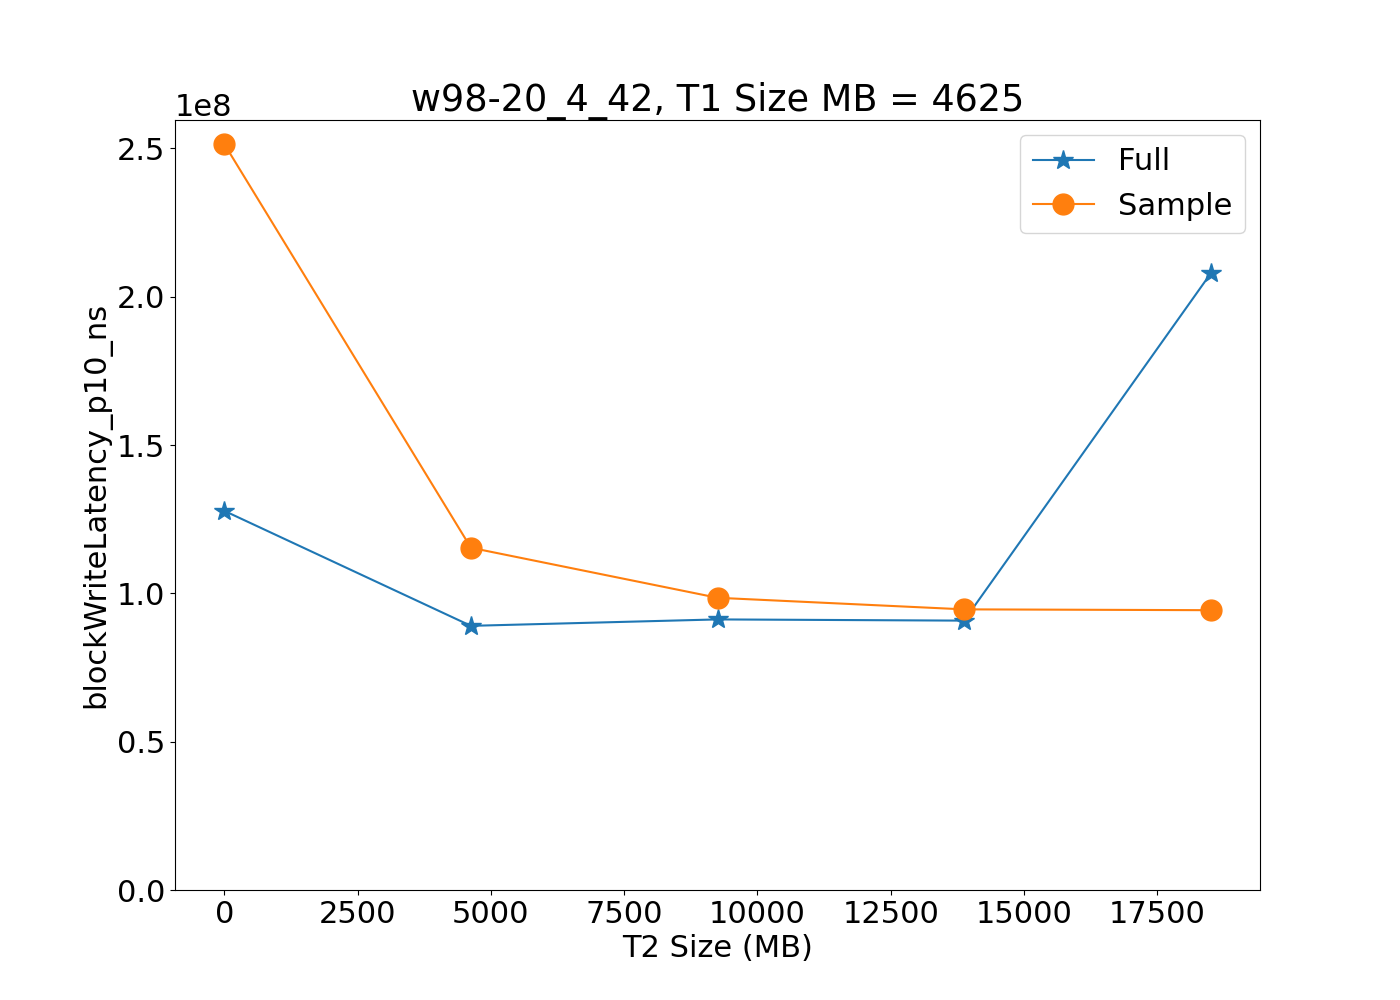 w98-20_4_42, T1 Size MB = 4625
1e8
Full
Sample
2.5
2.0
1.5
1.0
0.5
0.0
blockWriteLatency_p10_ns
0 2500 5000 7500 10000 12500 15000 17500
T2 Size (MB)